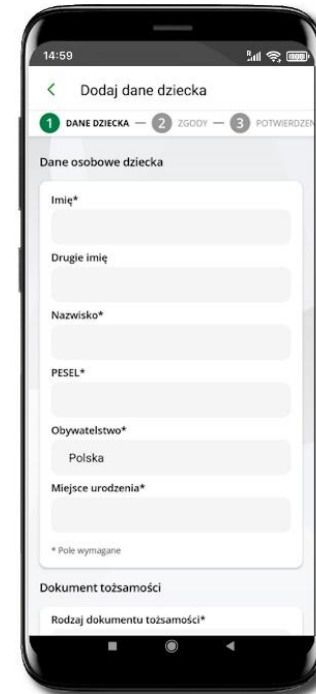 14:59
Dodaj dane dziecka
1 DANE DZIECKA — 2 ZGODY — 3 POTWIERDZEN
Dane osobowe dziecka
Imię*
Drugie imię
Nazwisko*
PESEL*
Obywatelstwo*
Polska
Miejsce urodzenia*
* Pole wymagane
Dokument tożsamości
Rodzaj dokumentu tożsamości*